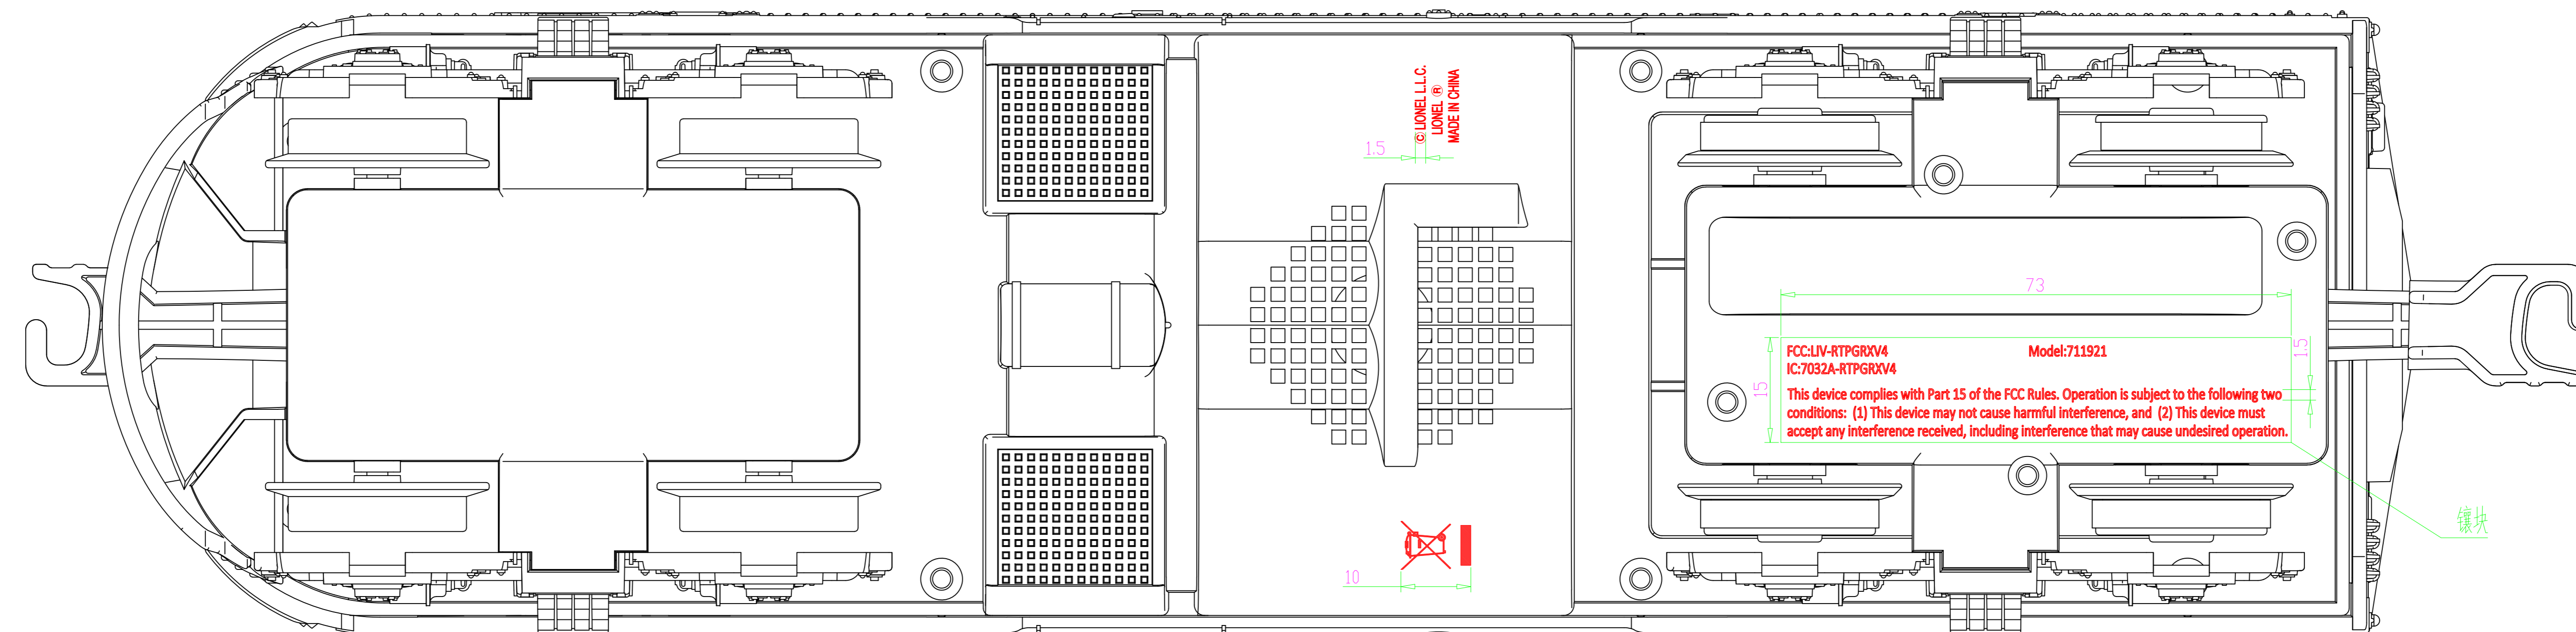 © LIONEL L.L.C.
LIONEL ®
MADE IN CHINA
1.5
73
FCC:LIV-RTPGRXV4 Model:711921
IC:7032A-RTPGRXV4
This device complies with Part 15 of the FCC Rules. Operation is subject to the following two
conditions: (1) This device may not cause harmful interference, and (2) This device must
accept any interference received, including interference that may cause undesired operation.
15
1.5
镶块
10